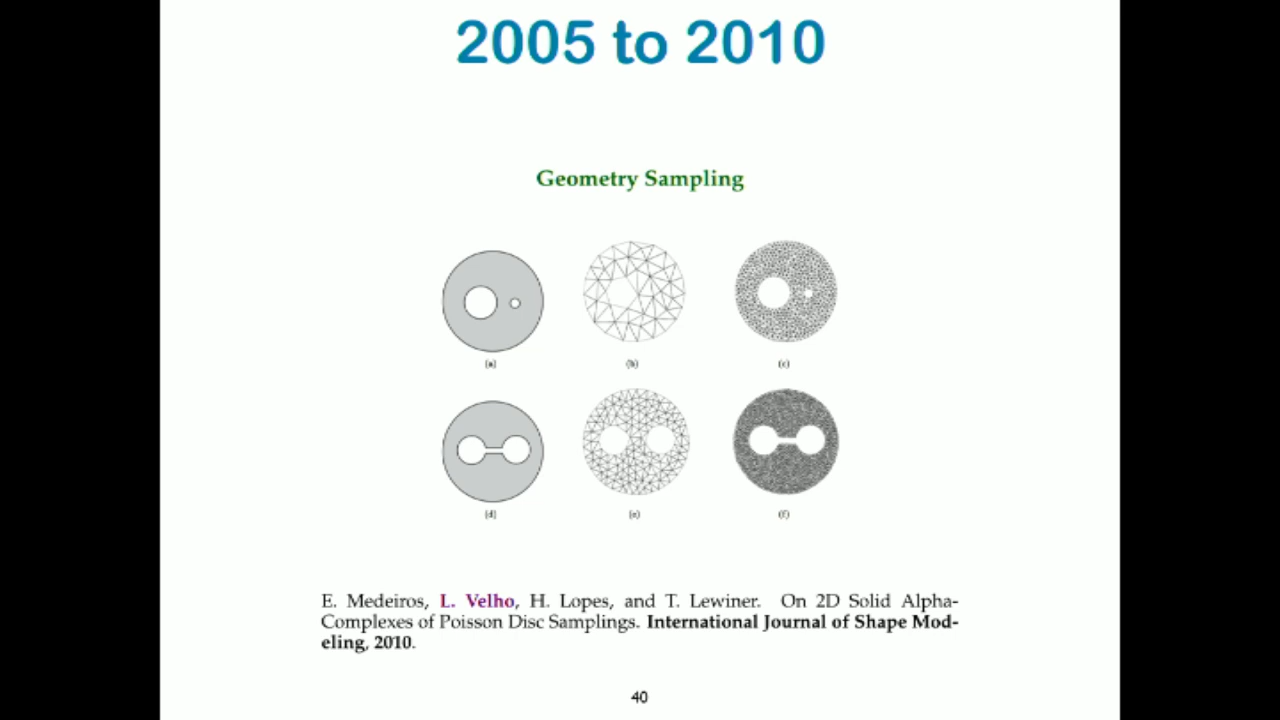 2005 to 2010
Geometry Sampling
(a) (b) (c)
(d) (e) (f)
E. Medeiros, L. Velho, H. Lopes, and T. Lewiner. On 2D Solid Alpha-
Complexes of Poisson Disc Samplings. International Journal of Shape Mod-
eling, 2010.
40